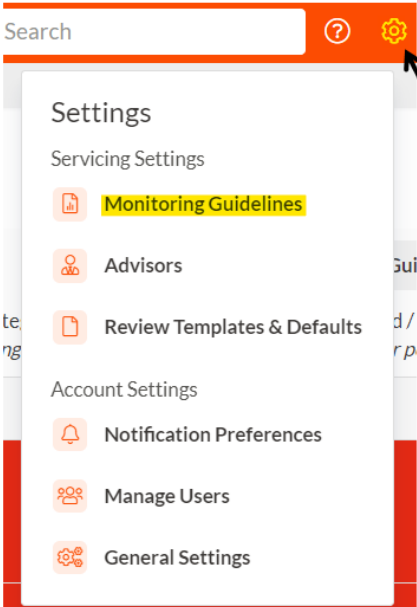 Search
Settings
Servicing Settings
Monitoring Guidelines
Advisors
Review Templates & Defaults
Account Settings
Notification Preferences
Manage Users
General Settings